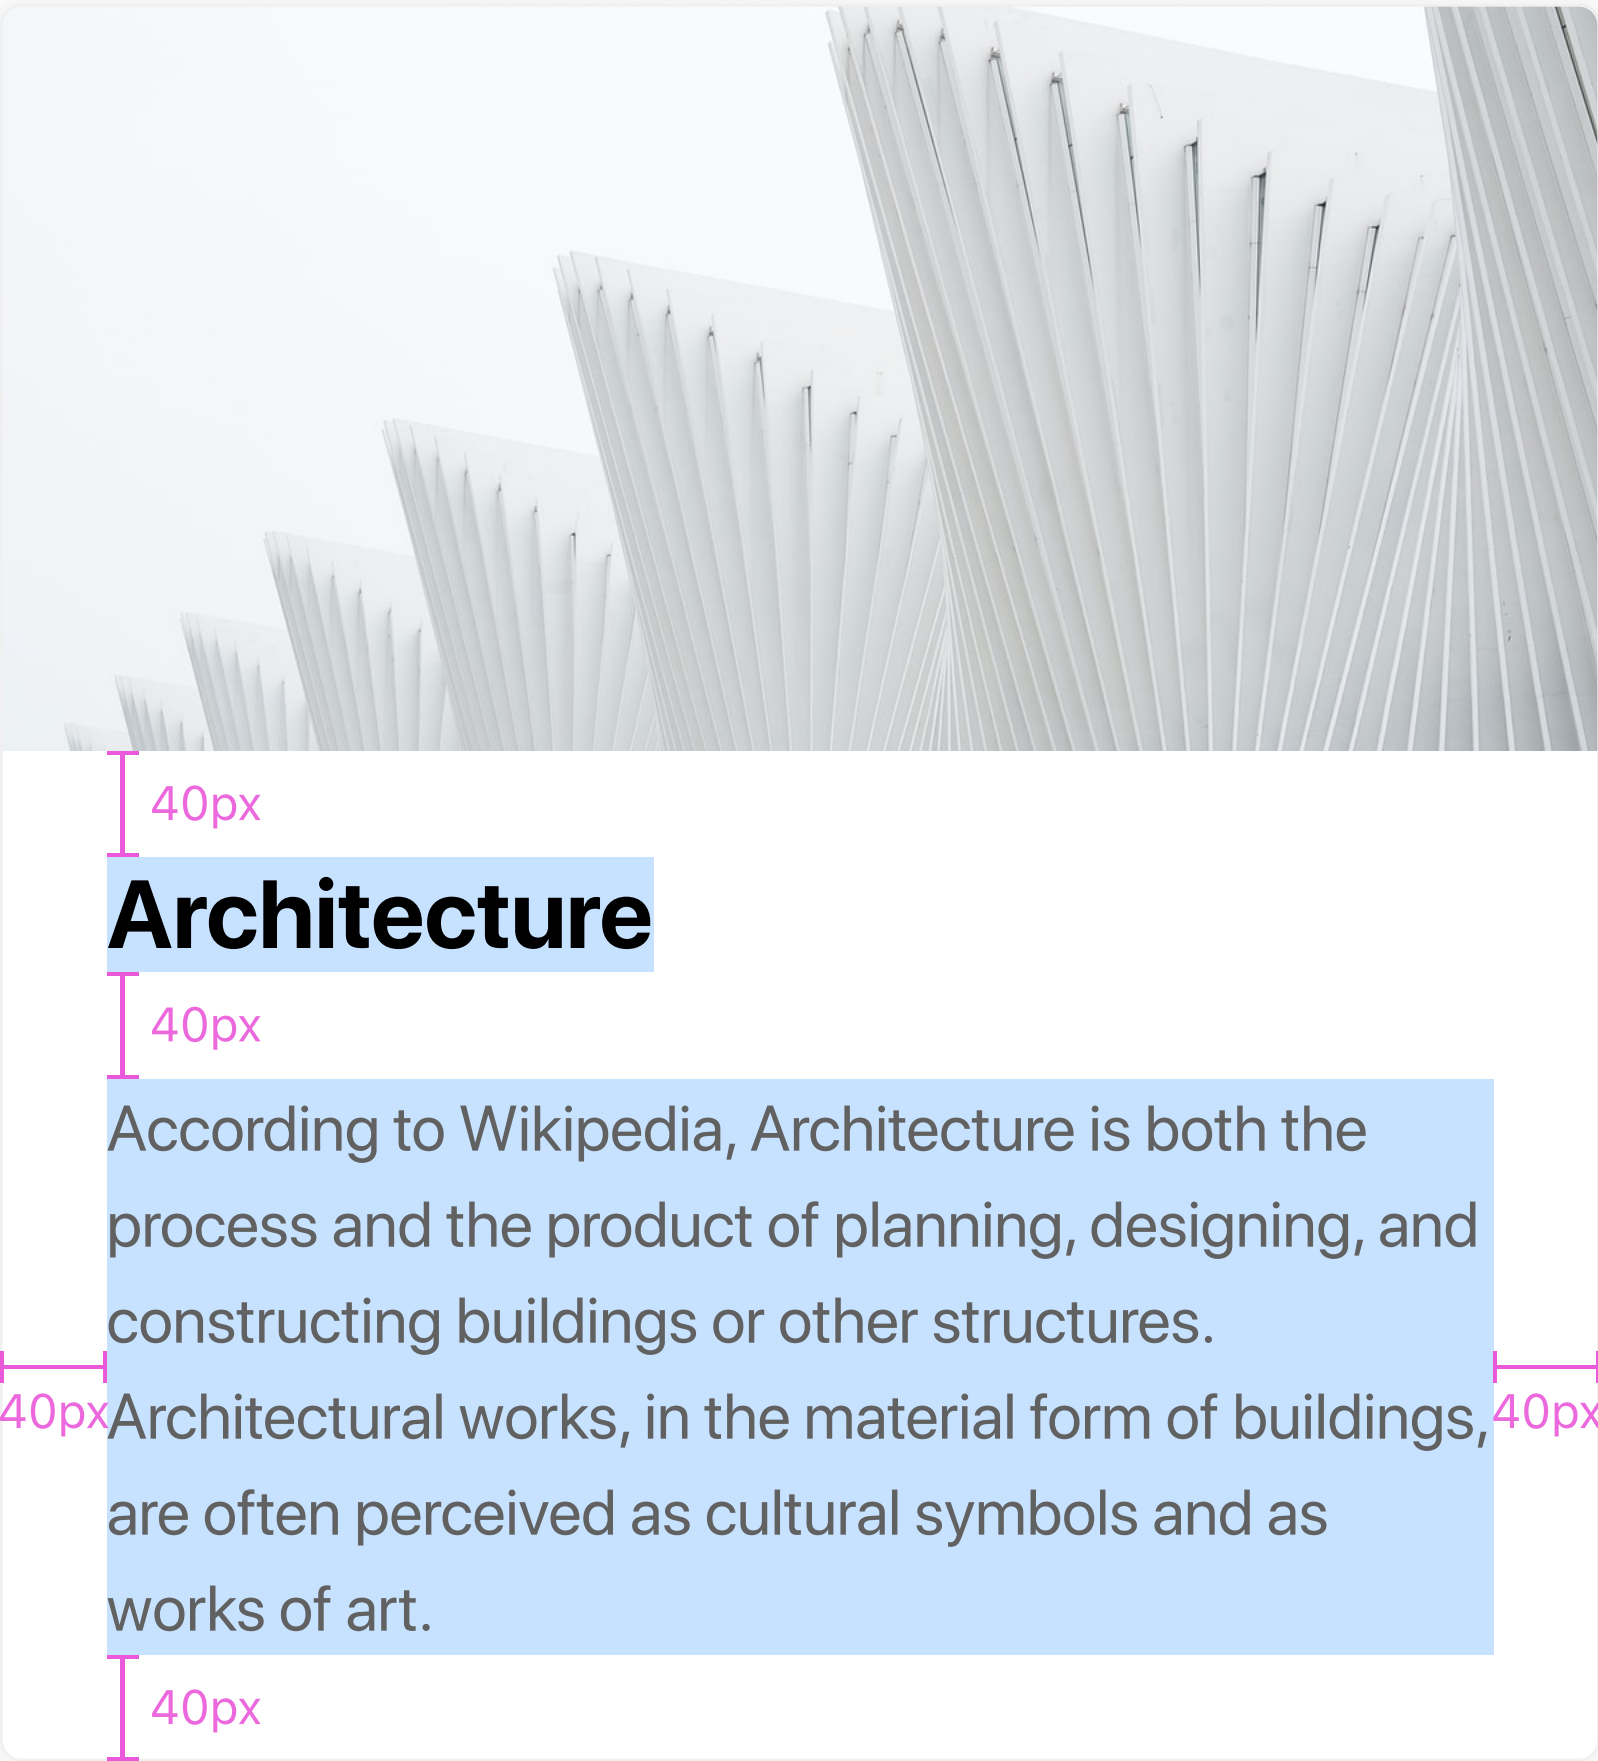 40px
Architecture
40px
According to Wikipedia, Architecture is both the
process and the product of planning, designing, and
constructing buildings or other structures.
40px Architectural works, in the material form of buildings, 40px
are often perceived as cultural symbols and as
works of art.
40px